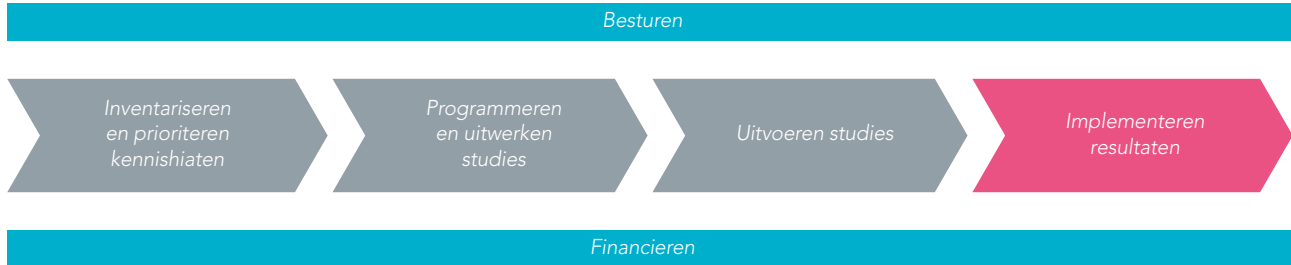 Besturen
Inventariseren
en prioriteren
kennishiaten
Programmeren
en uitwerken
studies
Uitvoeren studies
Implementeren
resultaten
Financieren